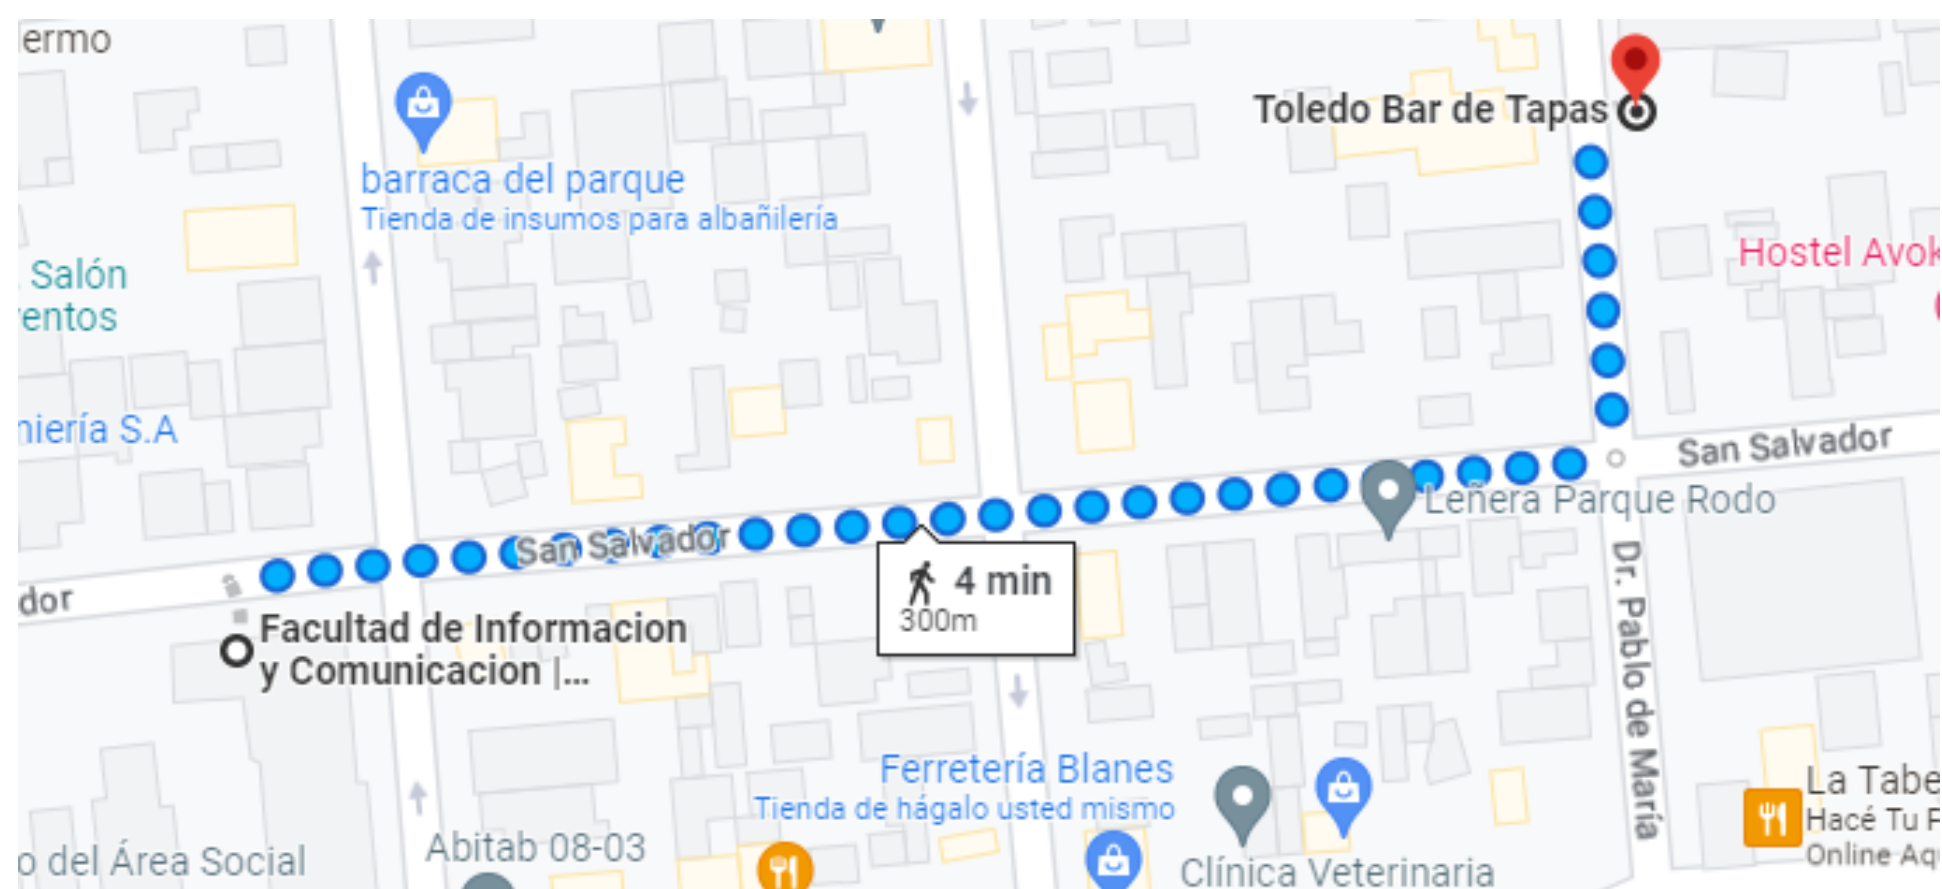 ermo
Toledo Bar de Tapas
barraca del parque
Tienda de insumos para albañilería
Salón
entos
Hostel Avok
niería S.A
San Salvador
Leñera Parque Rodo
San Salvador
4 min
300m
dor
Facultad de Informacion
y Comunicacion |...
Dr. Pablo de María
Ferretería Blanes
Tienda de hágalo usted mismo
La Tabe
Hacé Tu P
Online Aq
Abitab 08-03
o del Área Social
Clínica Veterinaria